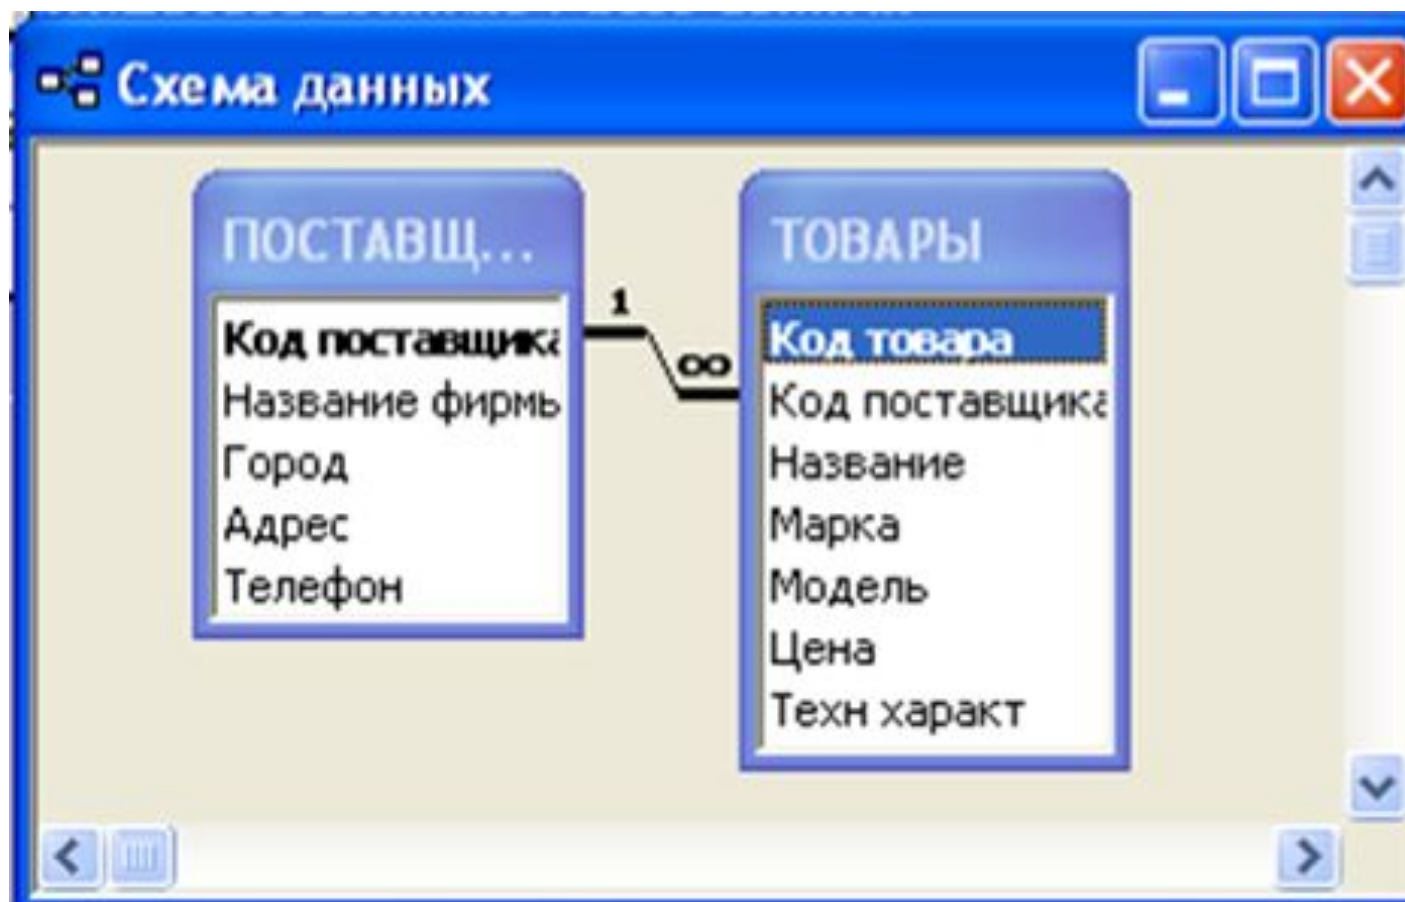 Схема данных
ПОСТАВЩ...
Код поставщика
Название фирмы
Город
Адрес
Телефон
1
∞
ТОВАРЫ
Код товара
Код поставщика
Название
Марка
Модель
Цена
Техн характ